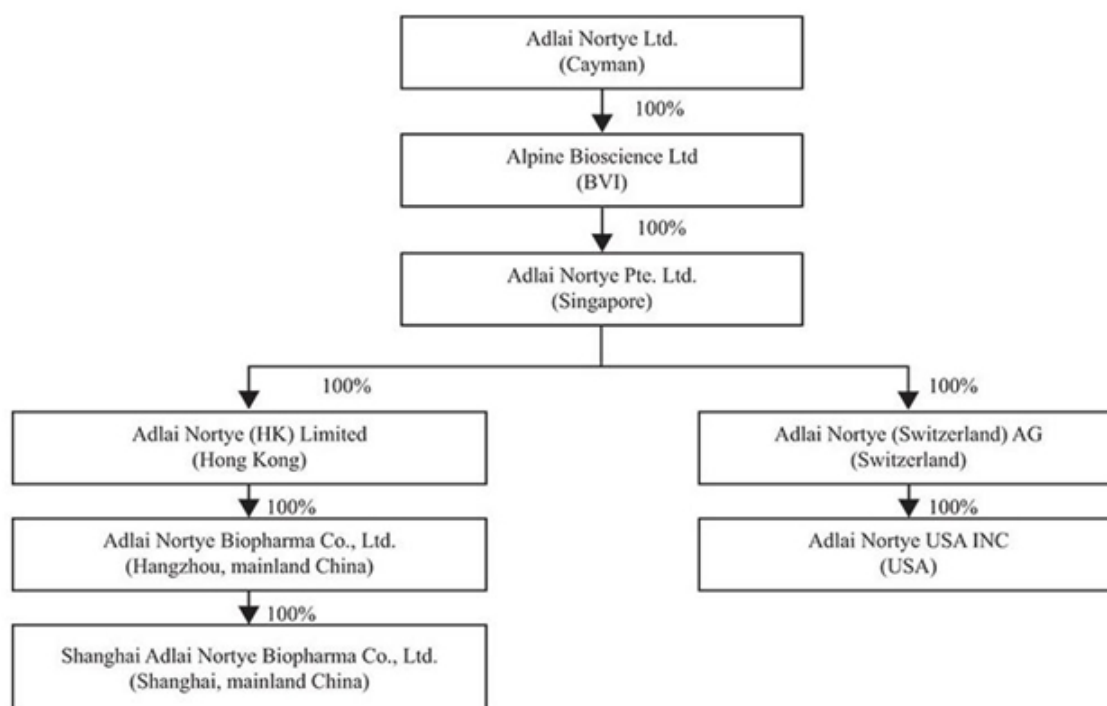 Adlai Nortye Ltd.
(Cayman)
100%
Alpine Bioscience Ltd
(BVI)
100%
Adlai Nortye Pte. Ltd.
(Singapore)
100%
100%
Adlai Nortye (HK) Limited
(Hong Kong)
Adlai Nortye (Switzerland) AG
(Switzerland)
100%
100%
Adlai Nortye Biopharma Co., Ltd.
(Hangzhou, mainland China)
Adlai Nortye USA INC
(USA)
100%
Shanghai Adlai Nortye Biopharma Co., Ltd.
(Shanghai, mainland China)